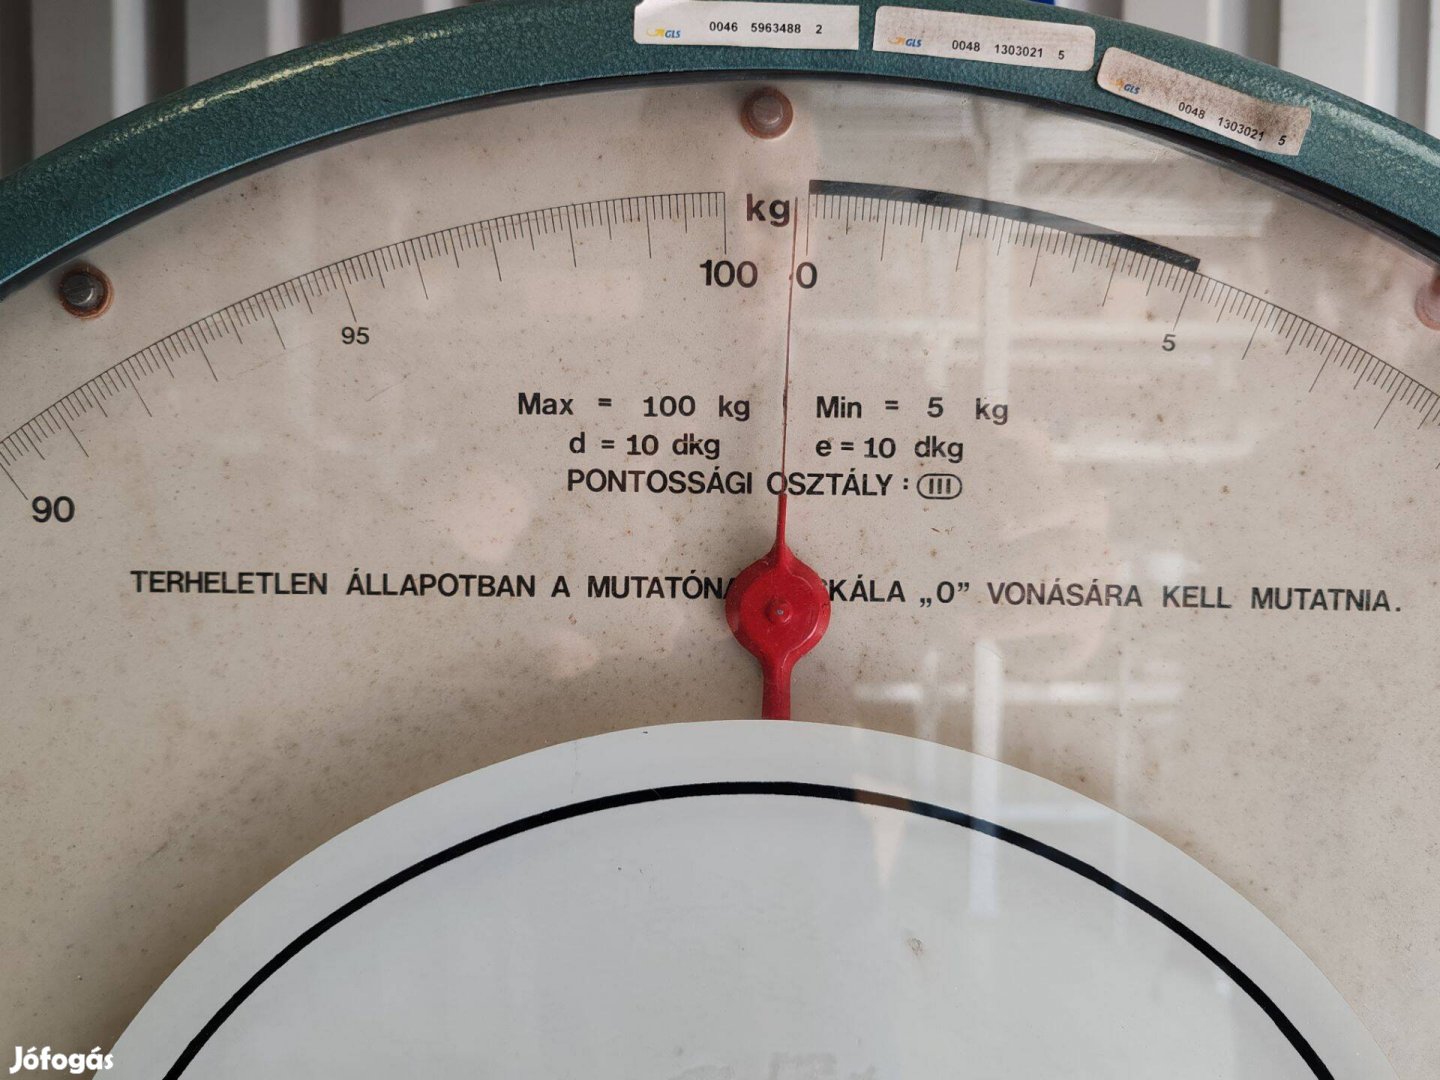 GLS 0046 5963488 2
GLS 0048 1303021 5
GLS 0048 1303021 5
kg
100 0
95 5
90
Max = 100 kg Min = 5 kg
d = 10 dkg e = 10 dkg
PONTOSSÁGI OSZTÁLY : III
TERHELETLEN ÁLLAPOTBAN A „0” VONÁSÁRA KELL MUTATNIA.
Jófogás